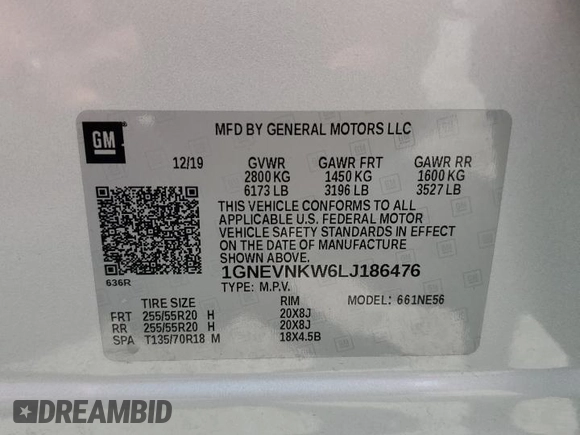 GM
MFD BY GENERAL MOTORS LLC
12/19 GVWR GAWR FRT GAWR RR
2800 KG 1450 KG 1600 KG
6173 LB 3196 LB 3527 LB
THIS VEHICLE CONFORMS TO ALL
APPLICABLE U.S. FEDERAL MOTOR
VEHICLE SAFETY STANDARDS IN EFFECT
ON THE DATE OF MANUFACTURE
SHOWN ABOVE.
1GNEVNKW6LJ186476
636R
TYPE: M.P.V. MODEL: 661NE56
TIRE SIZE RIM
FRT 255/55R20 H 20X8J
RR 255/55R20 H 20X8J
SPA T135/70R18 M 18X4.5B
DREAMBID